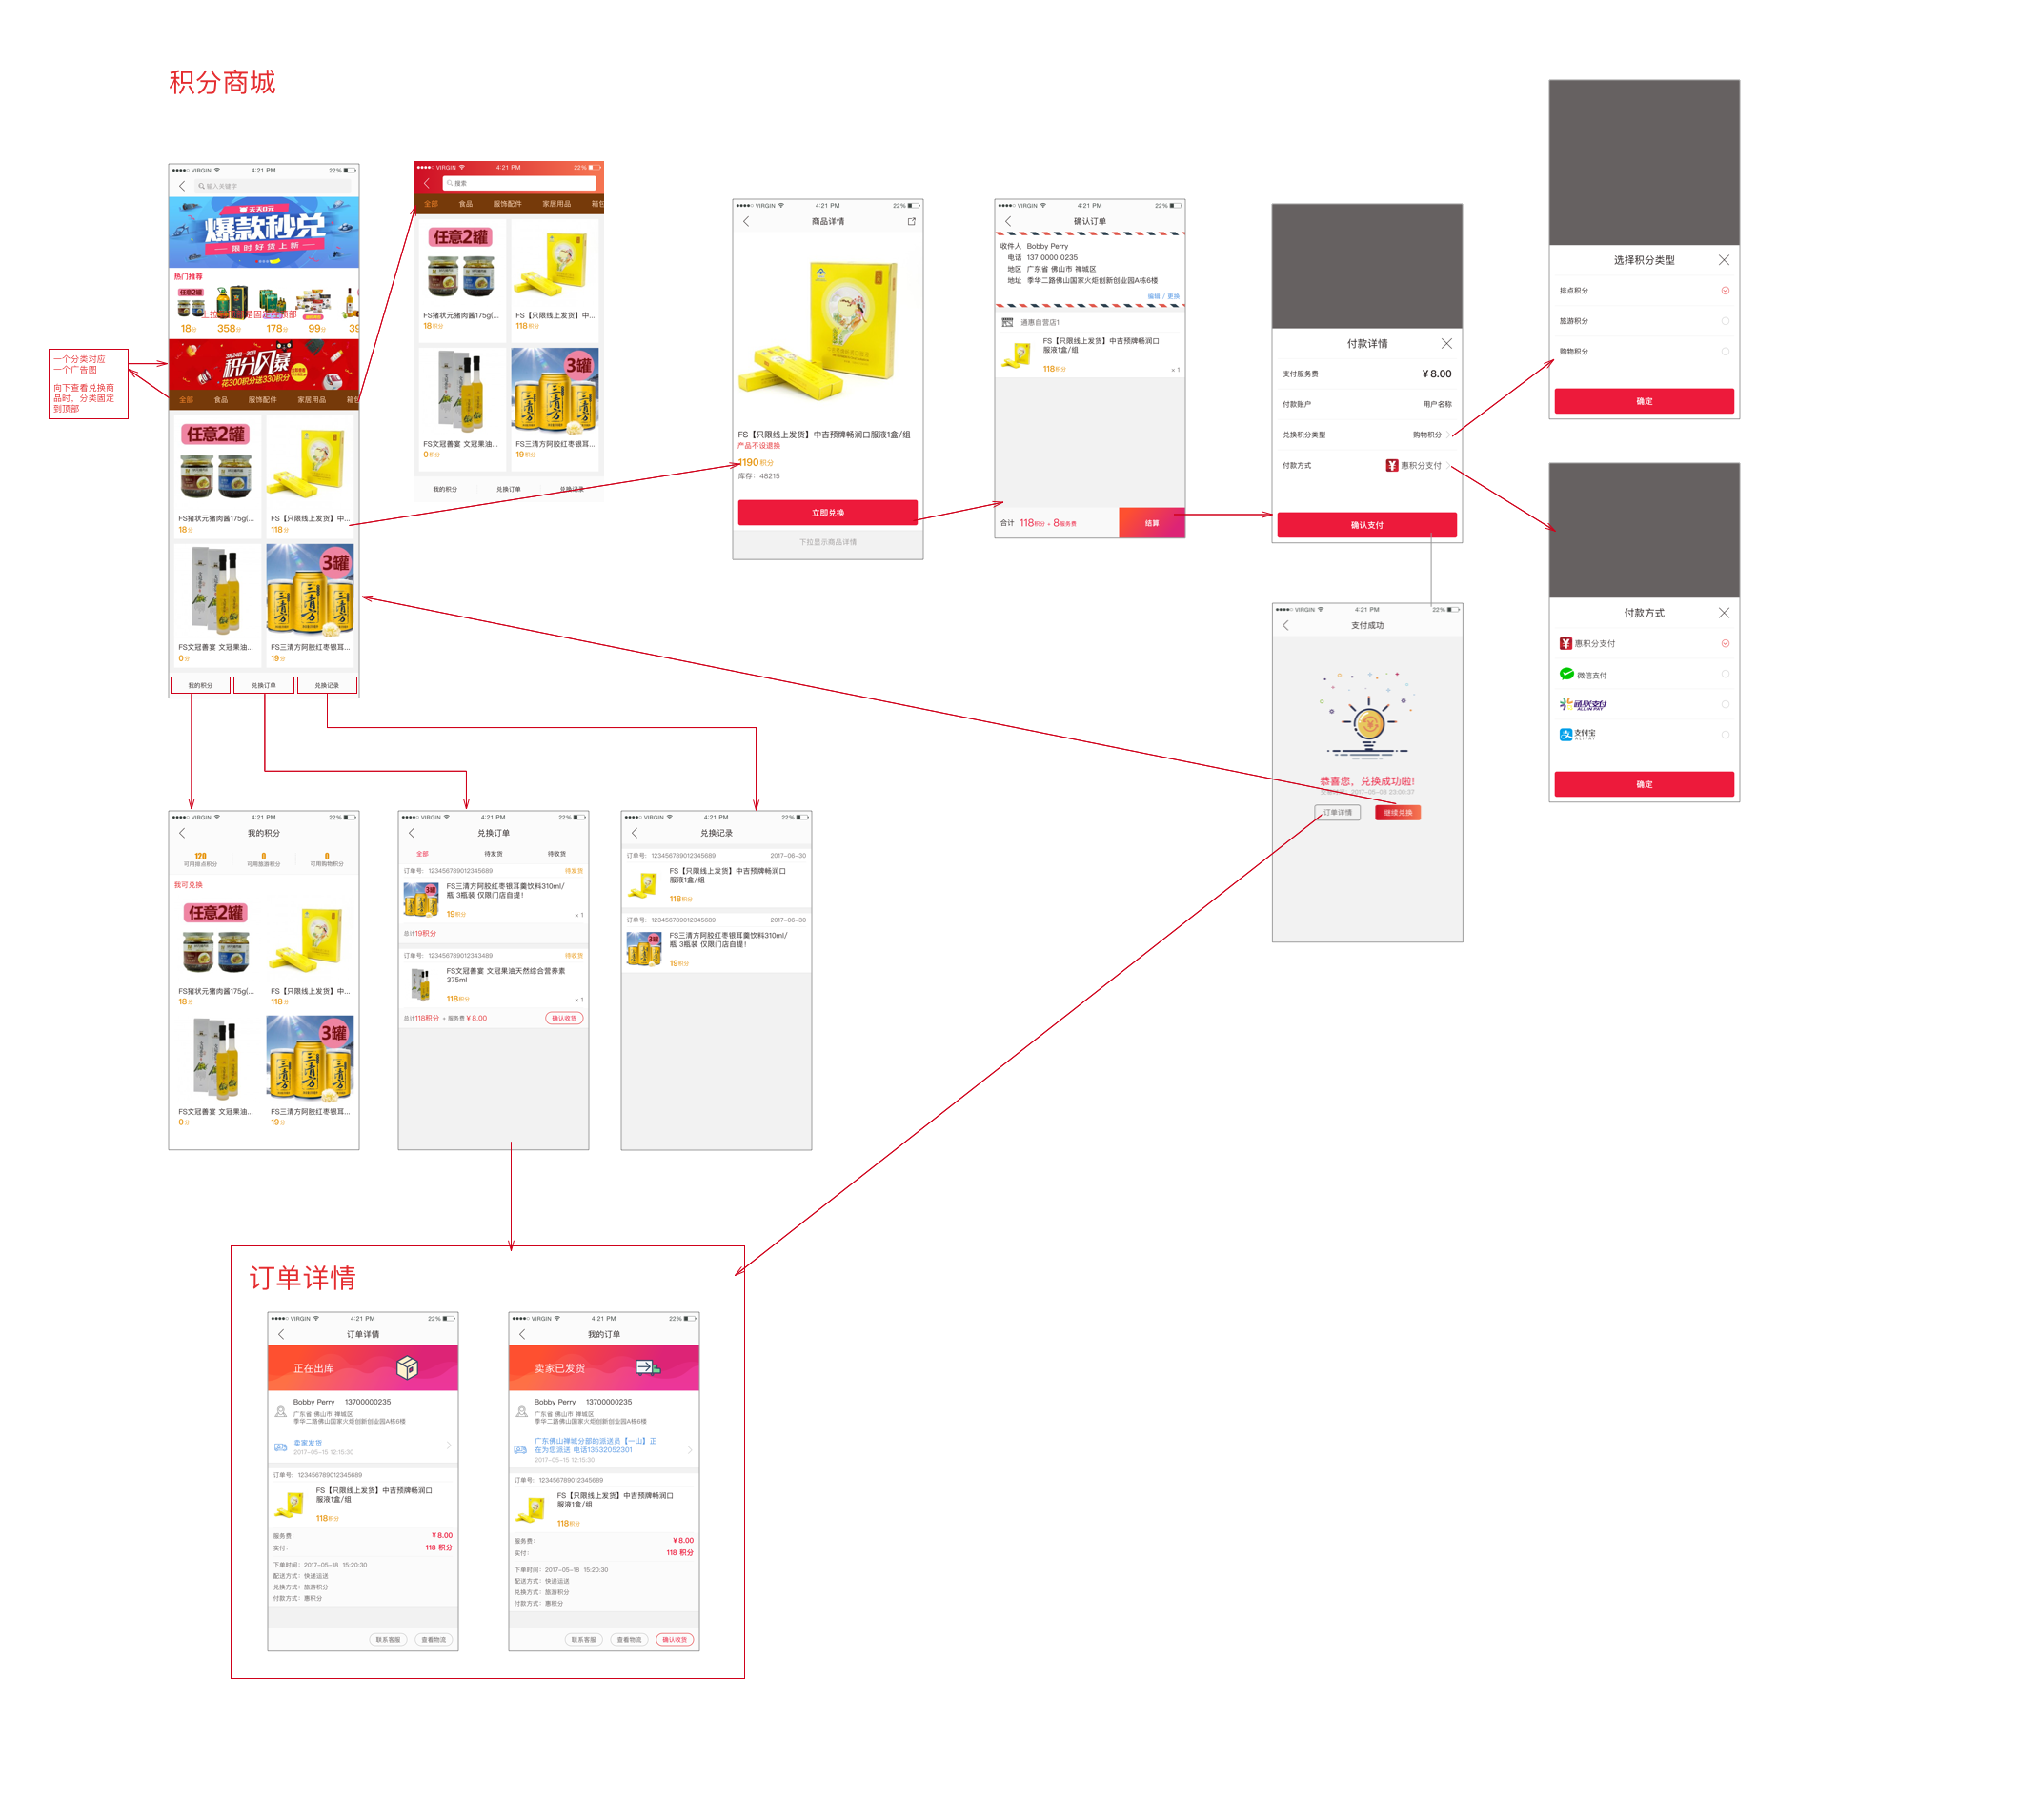 积分商城
VIRGIN 4:21 PM 22%
输入关键字
天天0元
爆款秒兑
限时好货上新
热门推荐
任意2罐
18分 358分 178分 99分 39
积分风暴
花300积分送330积分
全部 食品 服饰配件 家居用品 箱包
任意2罐
FS猪状元猪肉酱175g(...
18分
FS【只限线上发货】中...
118分
3罐
三清方
FS文冠善宴 文冠果油...
0分
FS三清方阿胶红枣银耳...
19分
我的积分 兑换订单 兑换记录
一个分类对应
一个广告图
向下查看兑换商
品时，分类固定
到顶部
VIRGIN 4:21 PM 22%
搜索
全部 食品 服饰配件 家居用品 箱包
任意2罐
FS猪状元猪肉酱175g(...
18积分
FS【只限线上发货】中...
118积分
3罐
三清方
FS文冠善宴 文冠果油...
0积分
FS三清方阿胶红枣银耳...
19积分
我的积分 兑换订单 兑换记录
VIRGIN 4:21 PM 22%
商品详情
FS【只限线上发货】中吉预牌畅润口服液1盒/组
产品不设退换
1190积分
库存：48215
立即兑换
下拉显示商品详情
VIRGIN 4:21 PM 22%
确认订单
收件人 Bobby Perry
电话 137 0000 0235
地区 广东省 佛山市 禅城区
地址 季华二路佛山国家火炬创新创业园A栋6楼
编辑 / 更换
道惠自营店1
FS【只限线上发货】中吉预牌畅润口
服液1盒/组
118积分 × 1
合计 118积分 + 8服务费 结算
付款详情
支付服务费 ¥ 8.00
付款账户 用户名称
兑换积分类型 购物积分
付款方式 惠积分支付
确认支付
选择积分类型
排点积分
旅游积分
购物积分
确定
付款方式
惠积分支付
微信支付
通联支付
ALLINPAY
支付宝
ALIPAY
确定
VIRGIN 4:21 PM 22%
支付成功
恭喜您，兑换成功啦!
2017-05-08 23:00:37
订单详情 继续兑换
VIRGIN 4:21 PM 22%
我的积分
120 0 0
可用排点积分 可用旅游积分 可用购物积分
我可兑换
任意2罐
FS猪状元猪肉酱175g(...
18分
FS【只限线上发货】中...
118分
3罐
三清方
FS文冠善宴 文冠果油...
0分
FS三清方阿胶红枣银耳...
19分
VIRGIN 4:21 PM 22%
兑换订单
全部 待发货 待收货
订单号： 123456789012345689 待发货
3罐
FS三清方阿胶红枣银耳羹饮料310ml/
瓶 3瓶装 仅限门店自提!
19积分 × 1
总计19积分
订单号： 123456789012343489 待收货
FS文冠善宴 文冠果油天然综合营养素
375ml
118积分 × 1
总计118积分 + 服务费 ¥ 8.00 确认收货
VIRGIN 4:21 PM 22%
兑换记录
订单号： 123456789012345689 2017-06-30
FS【只限线上发货】中吉预牌畅润口
服液1盒/组
118积分
订单号： 123456789012345689 2017-06-30
3罐
FS三清方阿胶红枣银耳羹饮料310ml/
瓶 3瓶装 仅限门店自提!
19积分
订单详情
VIRGIN 4:21 PM 22%
订单详情
正在出库
Bobby Perry 13700000235
广东省 佛山市 禅城区
季华二路佛山国家火炬创新创业园A栋6楼
卖家发货
2017-05-15 12:15:30
订单号： 123456789012345689
FS【只限线上发货】中吉预牌畅润口
服液1盒/组
118积分
服务费： ¥ 8.00
实付： 118 积分
下单时间：2017-05-18 15:20:30
配送方式：快速运送
兑换方式：旅游积分
付款方式：惠积分
联系客服 查看物流
VIRGIN 4:21 PM 22%
我的订单
卖家已发货
Bobby Perry 13700000235
广东省 佛山市 禅城区
季华二路佛山国家火炬创新创业园A栋6楼
广东佛山禅城分部的派送员【一山】正
在为您派送 电话13532052301
2017-05-15 12:15:30
订单号： 123456789012345689
FS【只限线上发货】中吉预牌畅润口
服液1盒/组
118积分
服务费： ¥ 8.00
实付： 118 积分
下单时间：2017-05-18 15:20:30
配送方式：快速运送
兑换方式：旅游积分
付款方式：惠积分
联系客服 查看物流 确认收货